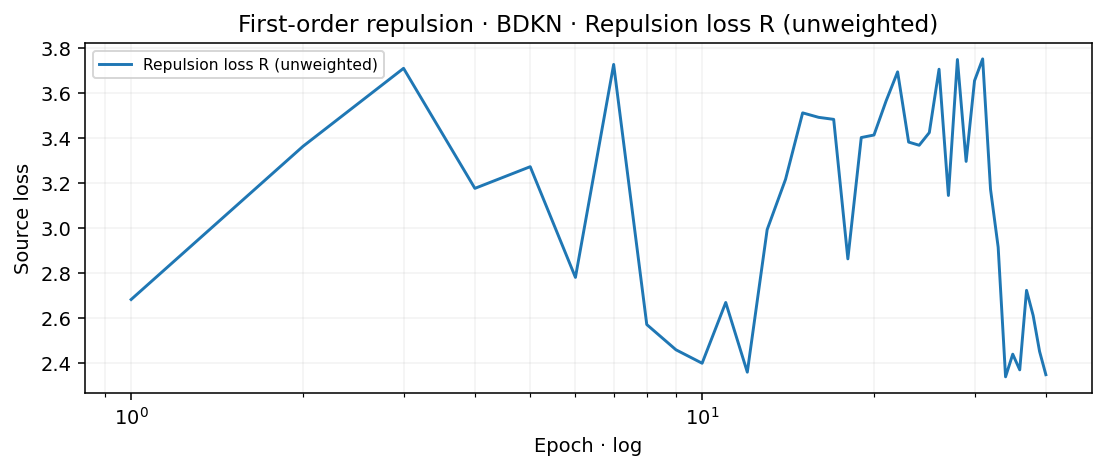 First-order repulsion · BDKN · Repulsion loss R (unweighted)
Repulsion loss R (unweighted)
Source loss
3.8
3.6
3.4
3.2
3.0
2.8
2.6
2.4
10⁰
10¹
Epoch · log